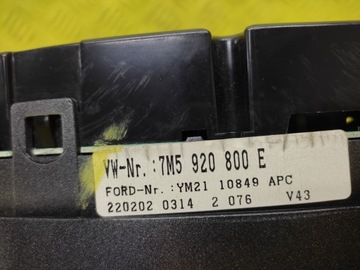 VW-Nr.:7M5 920 800 E
FORD-Nr.:YM21 10849 APC
220202 0314 2 076 V43